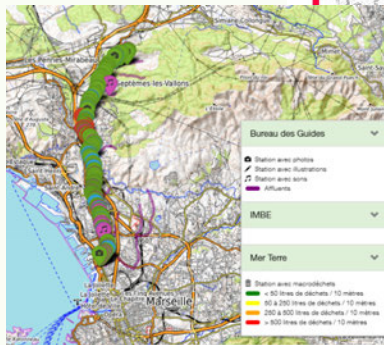 Simiane-Collongue
Mimet
Les Pennes-Mirabeau
Septèmes-les-Vallons
L'Étoile
Marseille
Bureau des Guides
Station avec photos
Station avec illustrations
Station avec sons
Affluents
IMBE
Mer Terre
Station avec macrodéchets
< 50 litres de déchets / 10 mètres
50 à 250 litres de déchets / 10 mètres
250 à 500 litres de déchets / 10 mètres
> 500 litres de déchets / 10 mètres